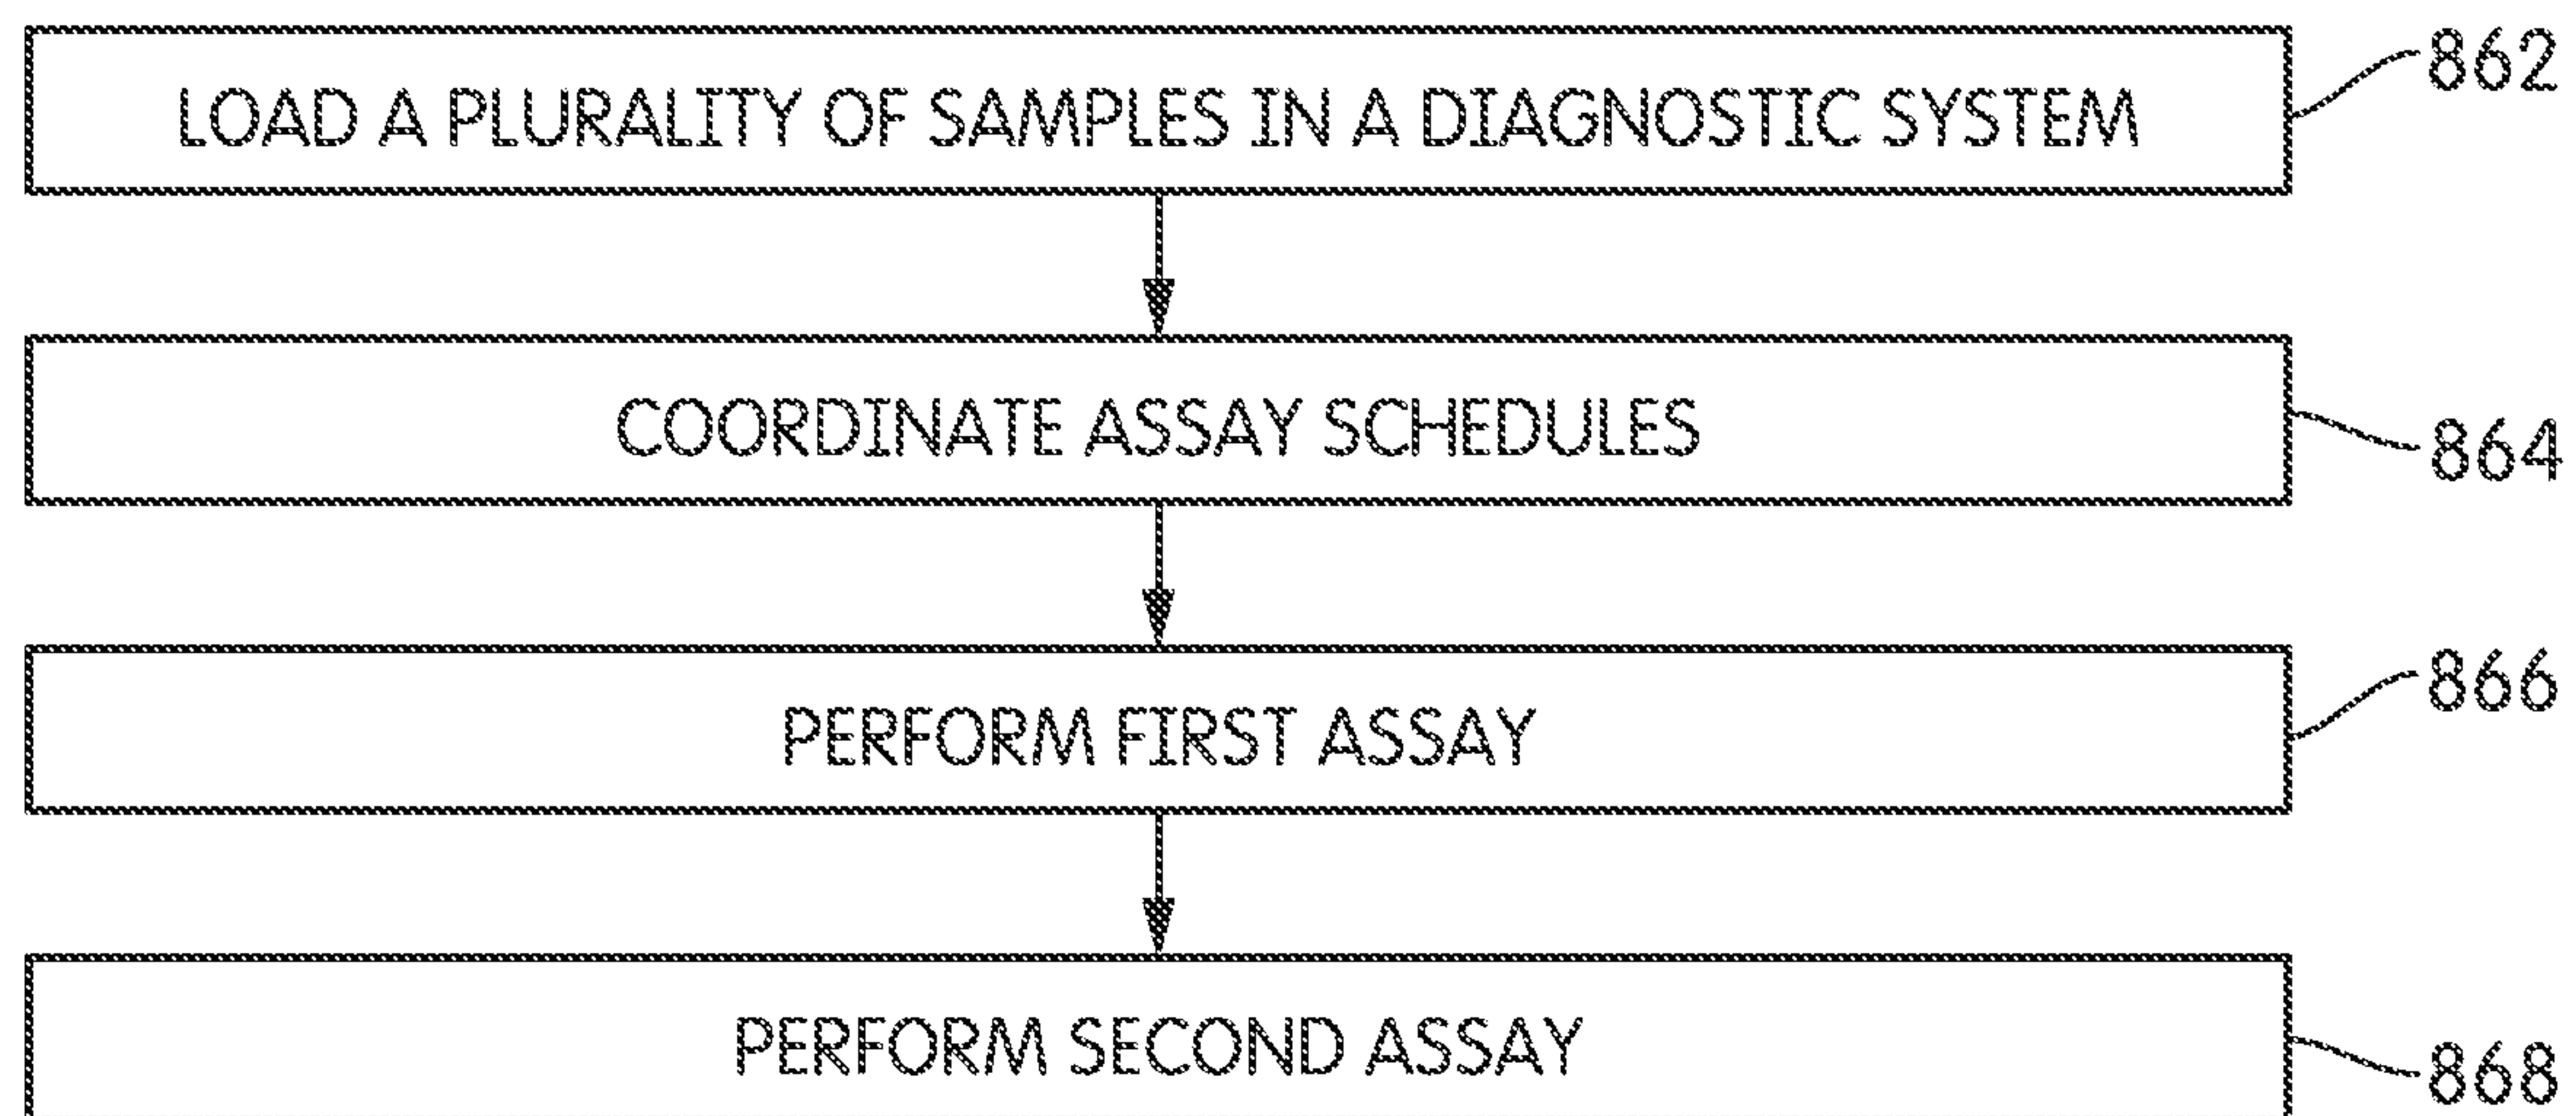 LOAD A PLURALITY OF SAMPLES IN A DIAGNOSTIC SYSTEM
862
COORDINATE ASSAY SCHEDULES
864
PERFORM FIRST ASSAY
866
PERFORM SECOND ASSAY
868